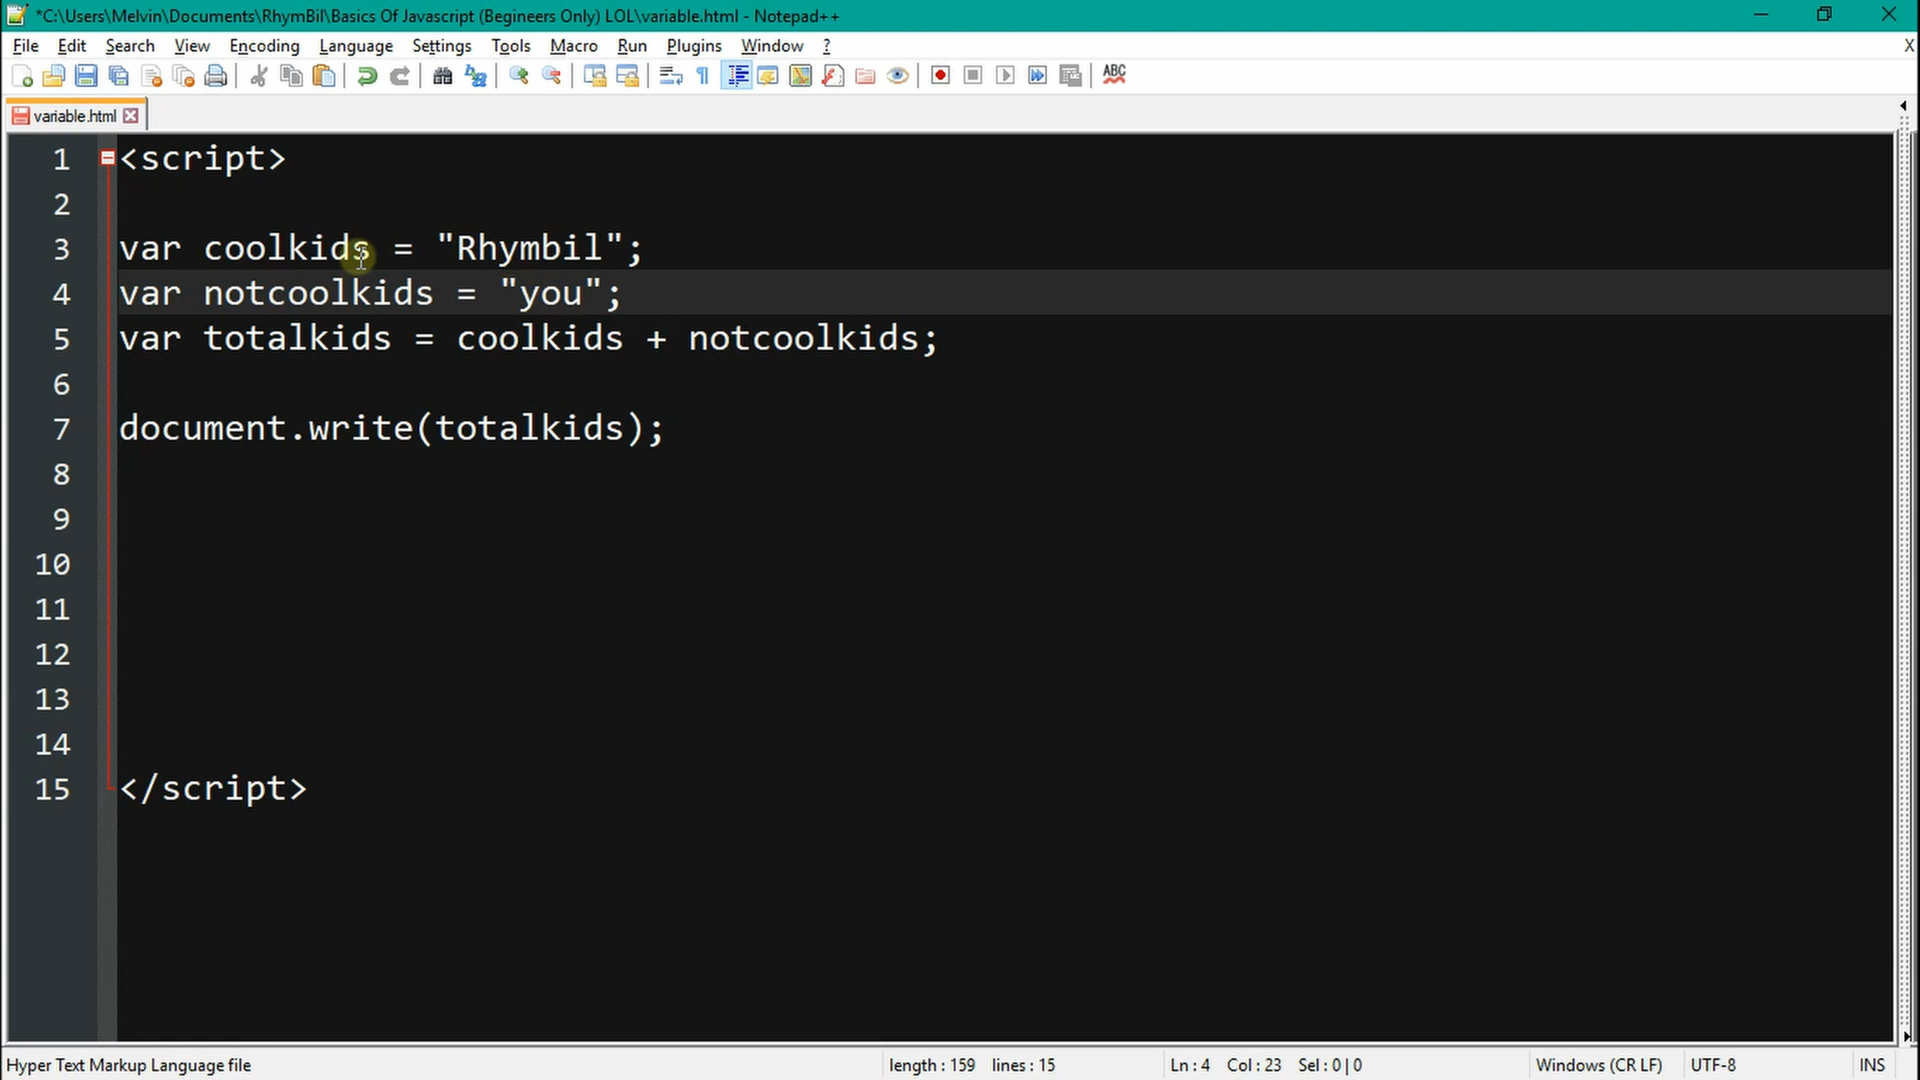 *C:\Users\Melvin\Documents\RhymBil\Basics Of Javascript (Begineers Only) LOL\variable.html - Notepad++
File Edit Search View Encoding Language Settings Tools Macro Run Plugins Window ? X
ABC
variable.html
1 <script>
2
3 var coolkids = "Rhymbil";
4 var notcoolkids = "you";
5 var totalkids = coolkids + notcoolkids;
6
7 document.write(totalkids);
8
9
10
11
12
13
14
15 </script>
Hyper Text Markup Language file length : 159 lines : 15 Ln : 4 Col : 23 Sel : 0 | 0 Windows (CR LF) UTF-8 INS